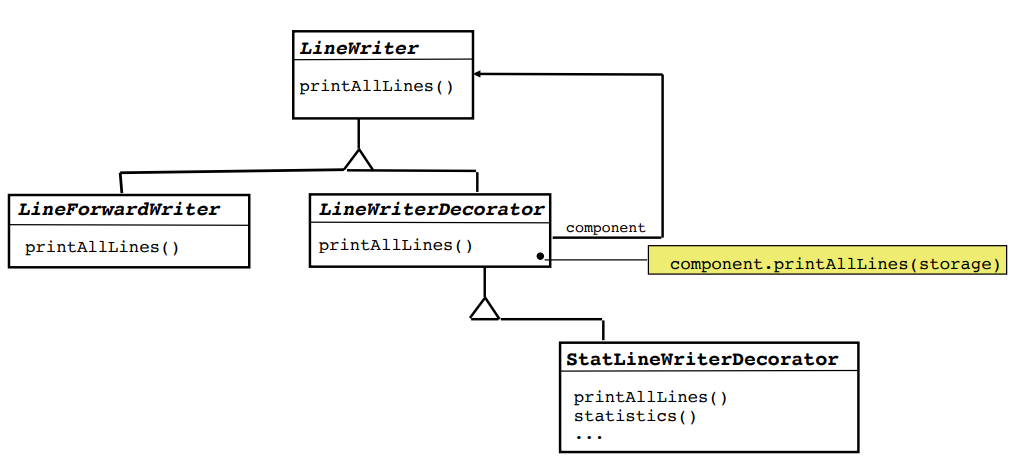 LineWriter
printAllLines()
LineForwardWriter
printAllLines()
LineWriterDecorator
printAllLines()
component
component.printAllLines(storage)
StatLineWriterDecorator
printAllLines()
statistics()
...